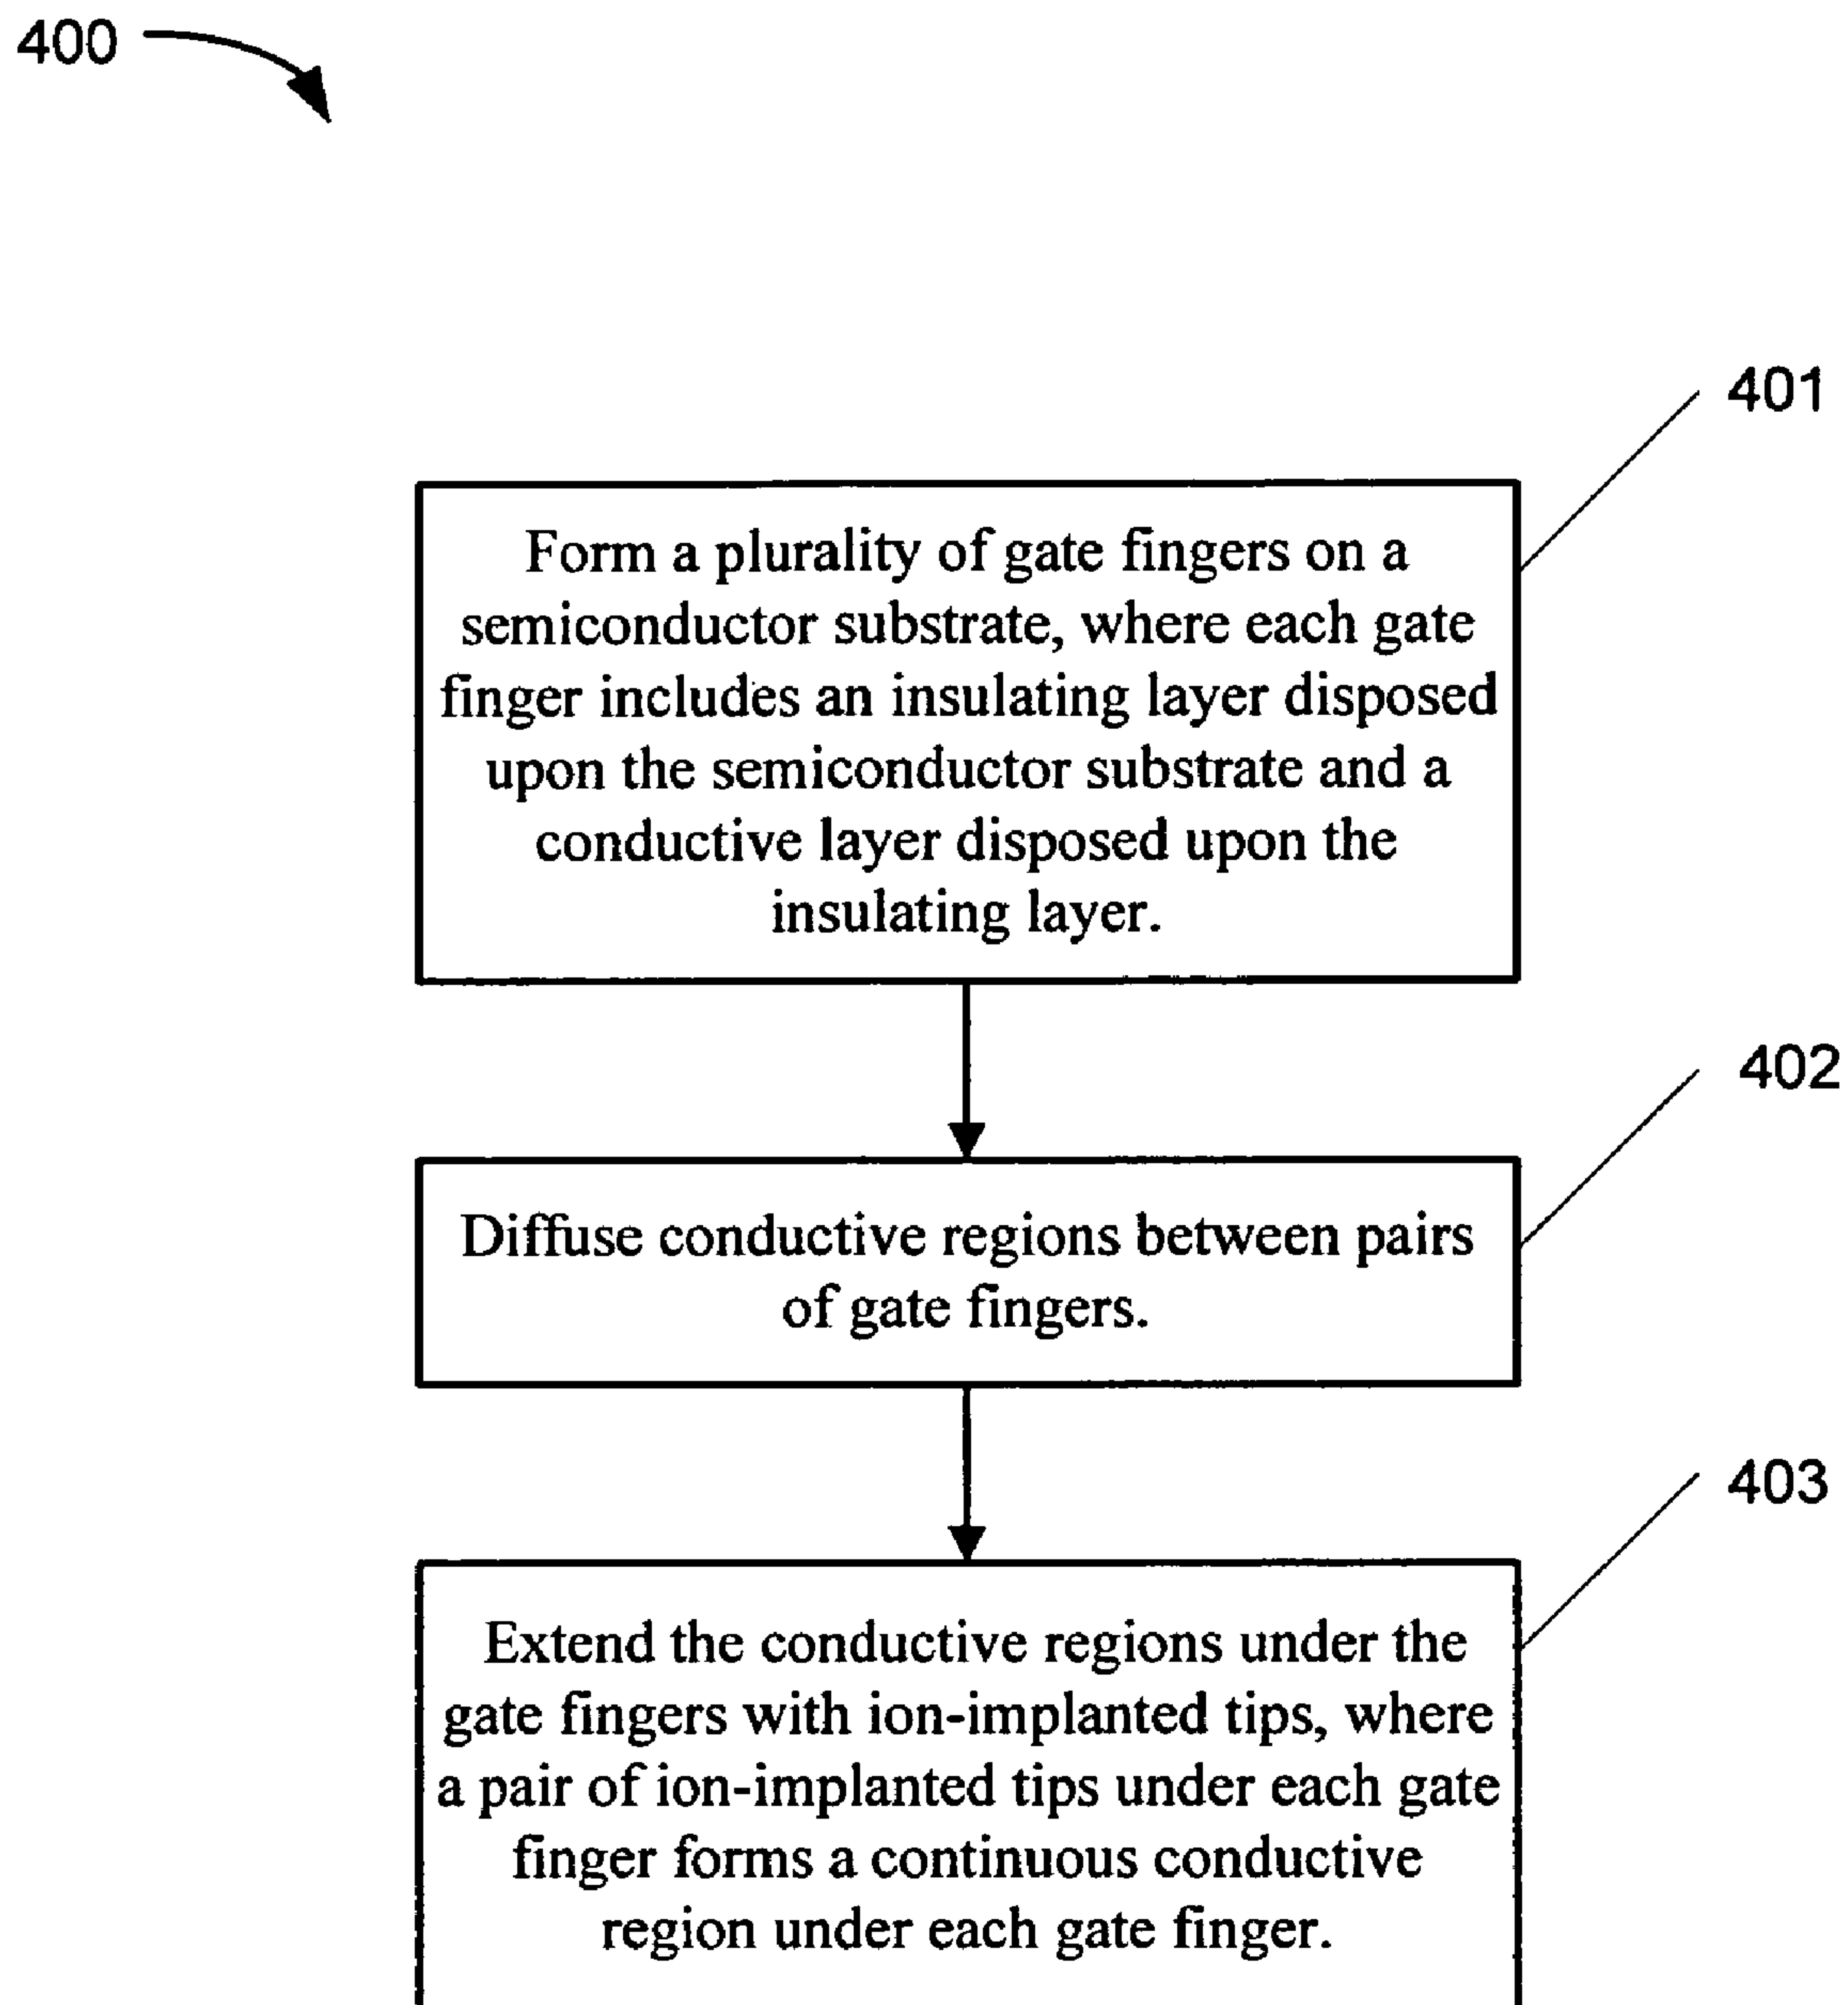 400
401
Form a plurality of gate fingers on a
semiconductor substrate, where each gate
finger includes an insulating layer disposed
upon the semiconductor substrate and a
conductive layer disposed upon the
insulating layer.
402
Diffuse conductive regions between pairs
of gate fingers.
403
Extend the conductive regions under the
gate fingers with ion-implanted tips, where
a pair of ion-implanted tips under each gate
finger forms a continuous conductive
region under each gate finger.